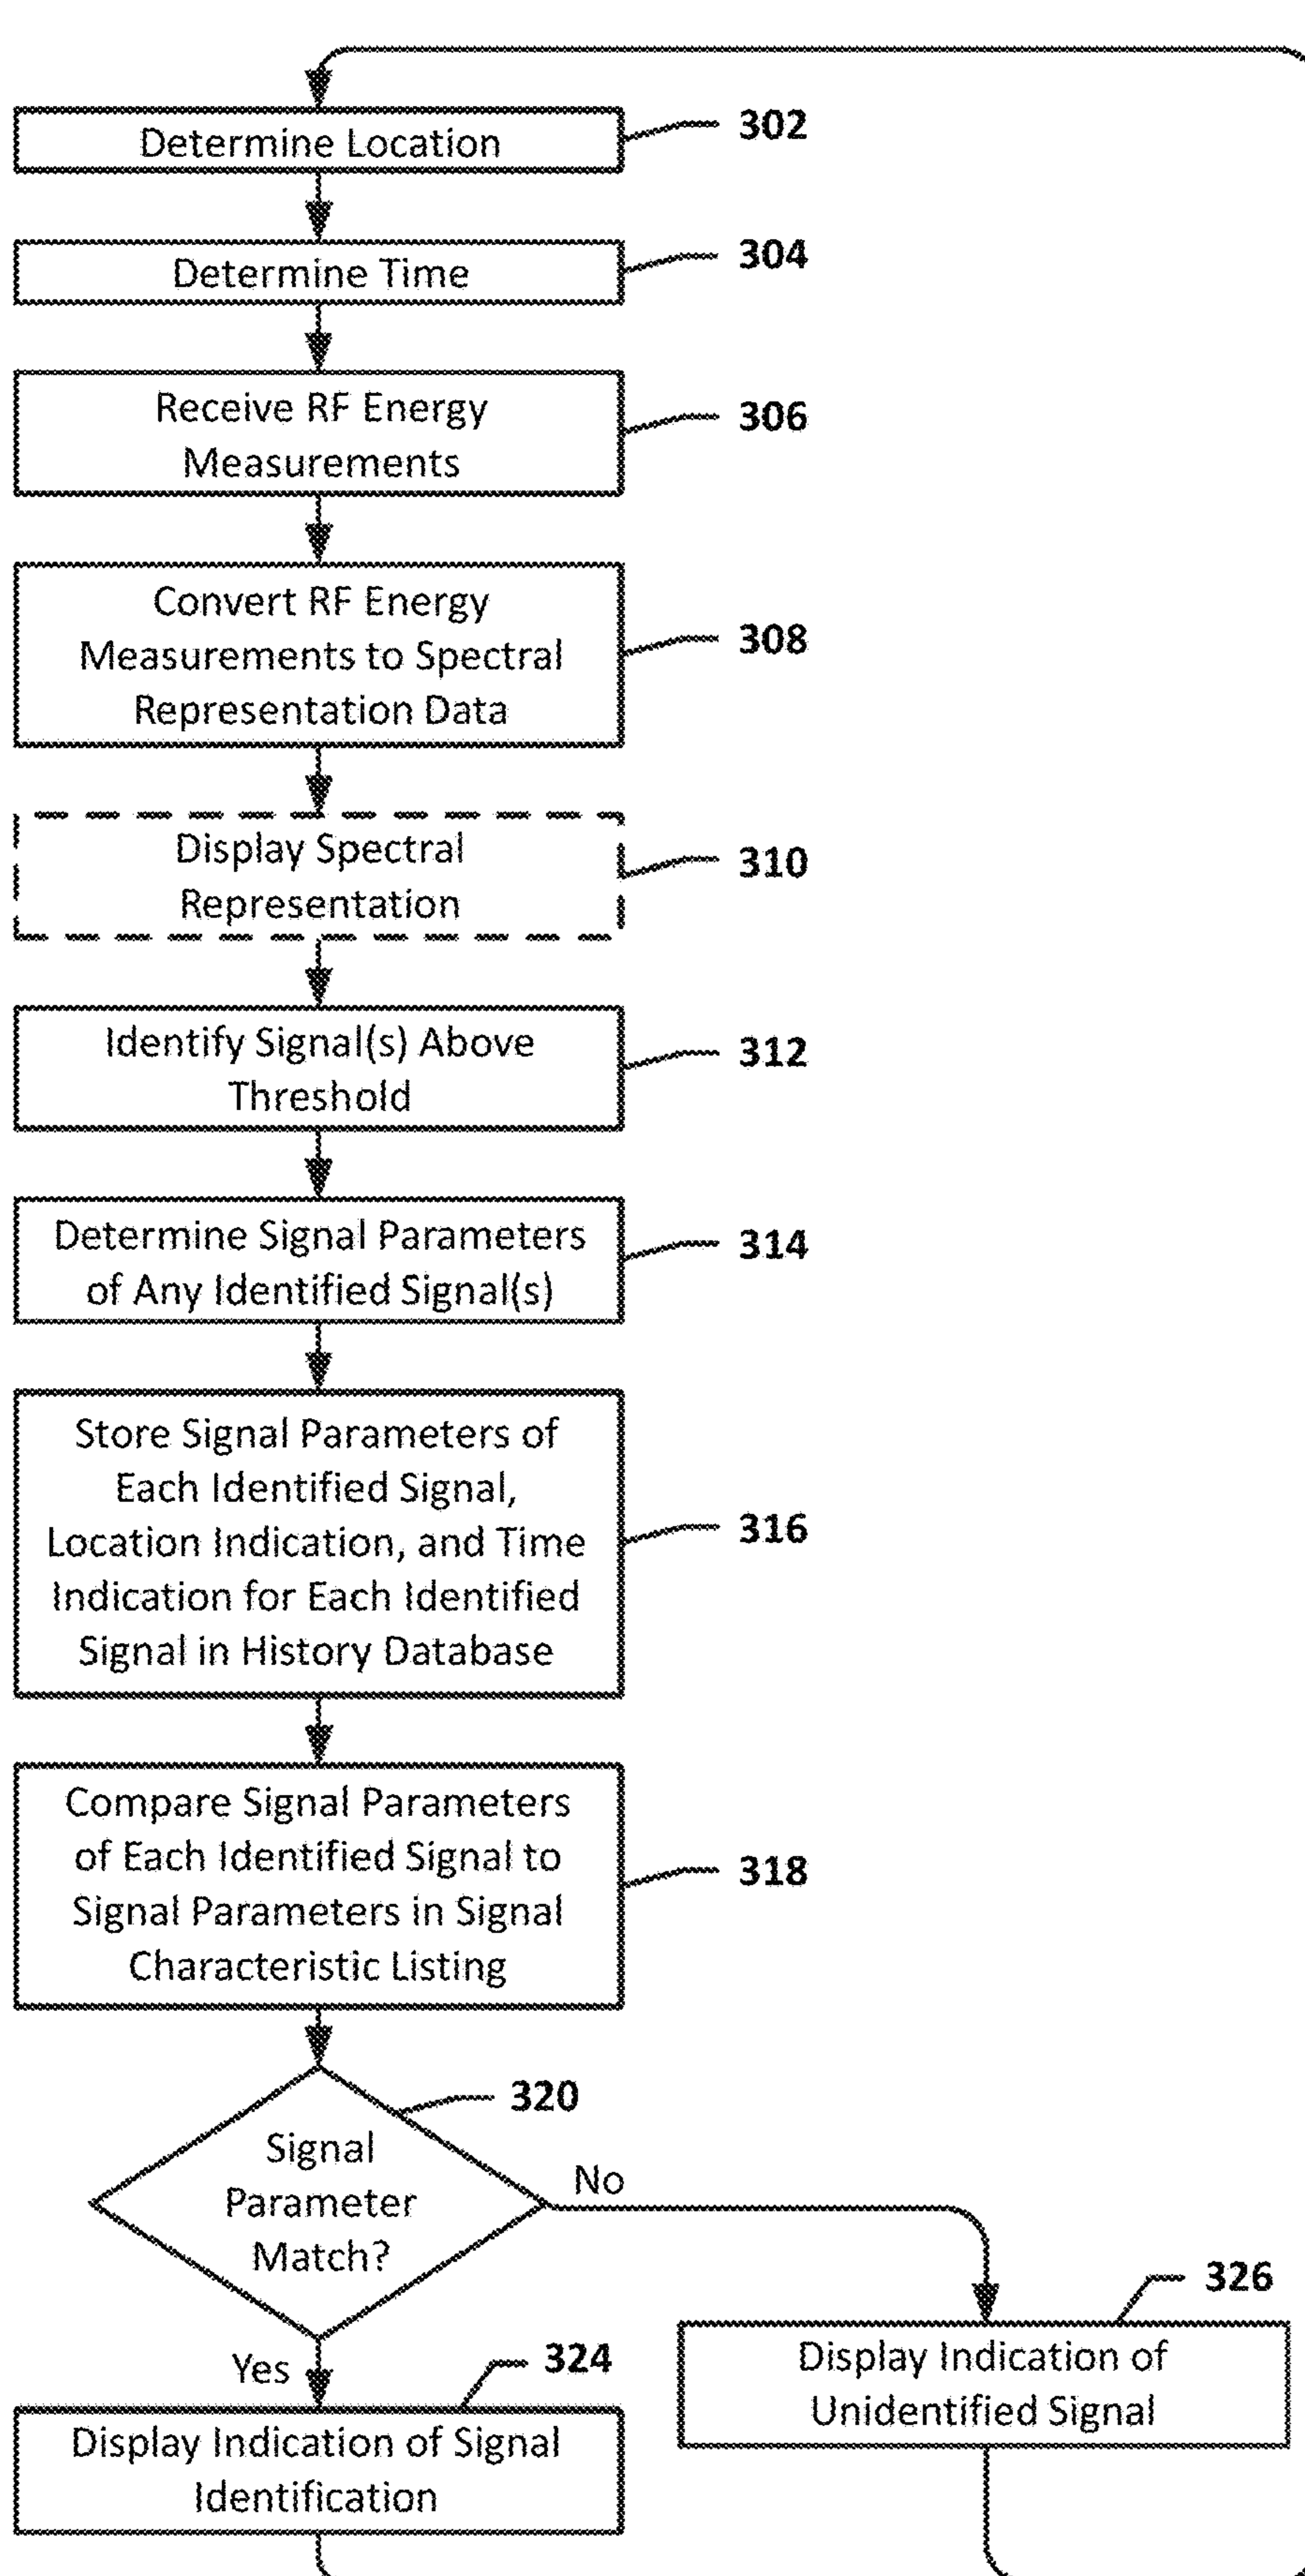 Determine Location
302
Determine Time
304
Receive RF Energy
Measurements
306
Convert RF Energy
Measurements to Spectral
Representation Data
308
Display Spectral
Representation
310
Identify Signal(s) Above
Threshold
312
Determine Signal Parameters
of Any Identified Signal(s)
314
Store Signal Parameters of
Each Identified Signal,
Location Indication, and Time
Indication for Each Identified
Signal in History Database
316
Compare Signal Parameters
of Each Identified Signal to
Signal Parameters in Signal
Characteristic Listing
318
320
Signal
Parameter
Match?
No
Yes
324
Display Indication of Signal
Identification
326
Display Indication of
Unidentified Signal